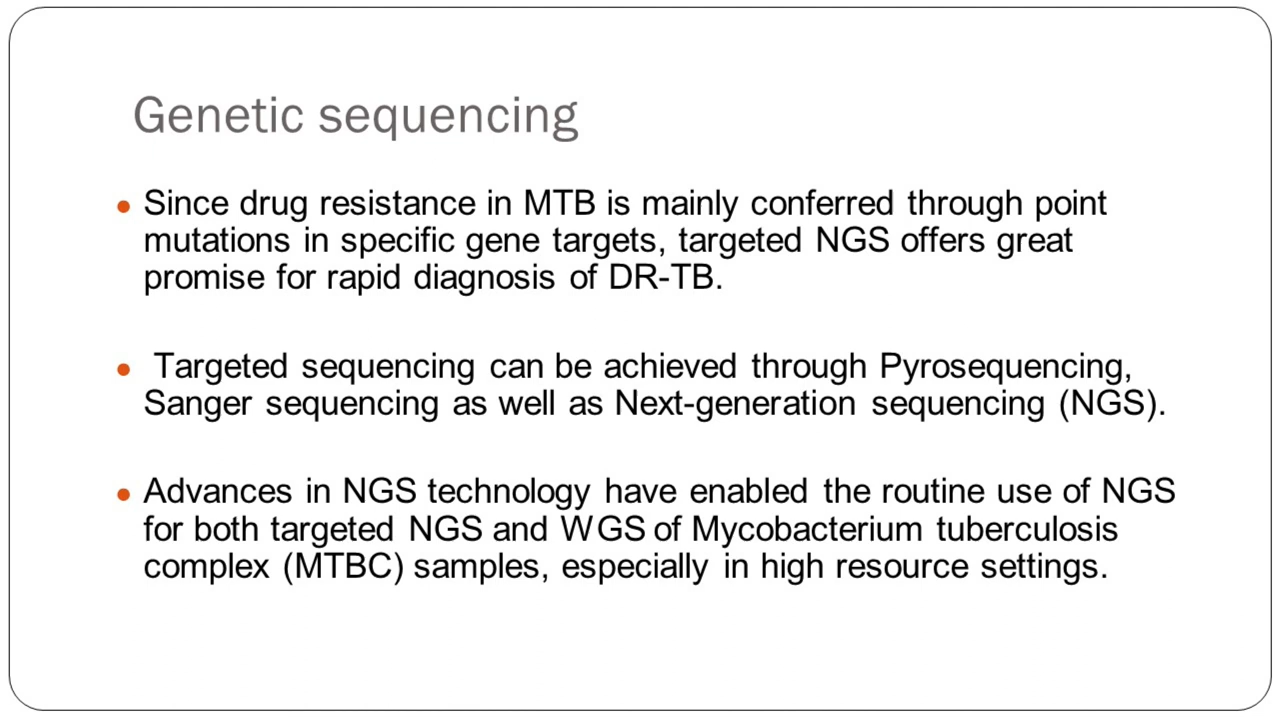 Genetic sequencing
● Since drug resistance in MTB is mainly conferred through point
mutations in specific gene targets, targeted NGS offers great
promise for rapid diagnosis of DR-TB.
● Targeted sequencing can be achieved through Pyrosequencing,
Sanger sequencing as well as Next-generation sequencing (NGS).
● Advances in NGS technology have enabled the routine use of NGS
for both targeted NGS and WGS of Mycobacterium tuberculosis
complex (MTBC) samples, especially in high resource settings.